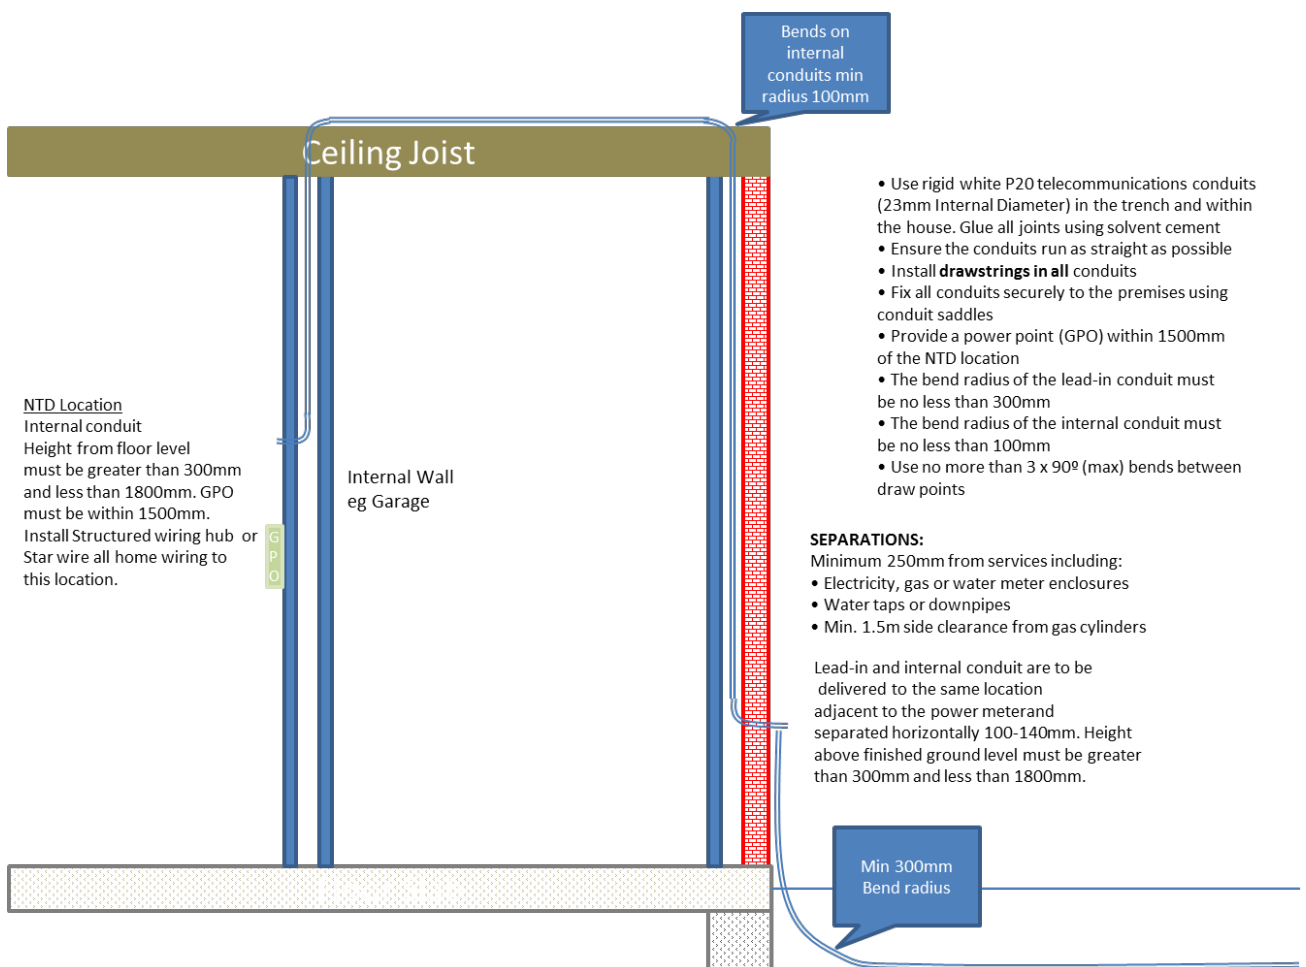 Bends on
internal
conduits min
radius 100mm
Ceiling Joist
• Use rigid white P20 telecommunications conduits
(23mm Internal Diameter) in the trench and within
the house. Glue all joints using solvent cement
• Ensure the conduits run as straight as possible
• Install drawstrings in all conduits
• Fix all conduits securely to the premises using
conduit saddles
• Provide a power point (GPO) within 1500mm
of the NTD location
• The bend radius of the lead-in conduit must
be no less than 300mm
• The bend radius of the internal conduit must
be no less than 100mm
• Use no more than 3 x 90º (max) bends between
draw points
NTD Location
Internal conduit
Height from floor level
must be greater than 300mm
and less than 1800mm. GPO
must be within 1500mm.
Install Structured wiring hub or
Star wire all home wiring to
this location.
G
P
O
Internal Wall
eg Garage
SEPARATIONS:
Minimum 250mm from services including:
• Electricity, gas or water meter enclosures
• Water taps or downpipes
• Min. 1.5m side clearance from gas cylinders
Lead-in and internal conduit are to be
delivered to the same location
adjacent to the power meterand
separated horizontally 100-140mm. Height
above finished ground level must be greater
than 300mm and less than 1800mm.
Min 300mm
Bend radius